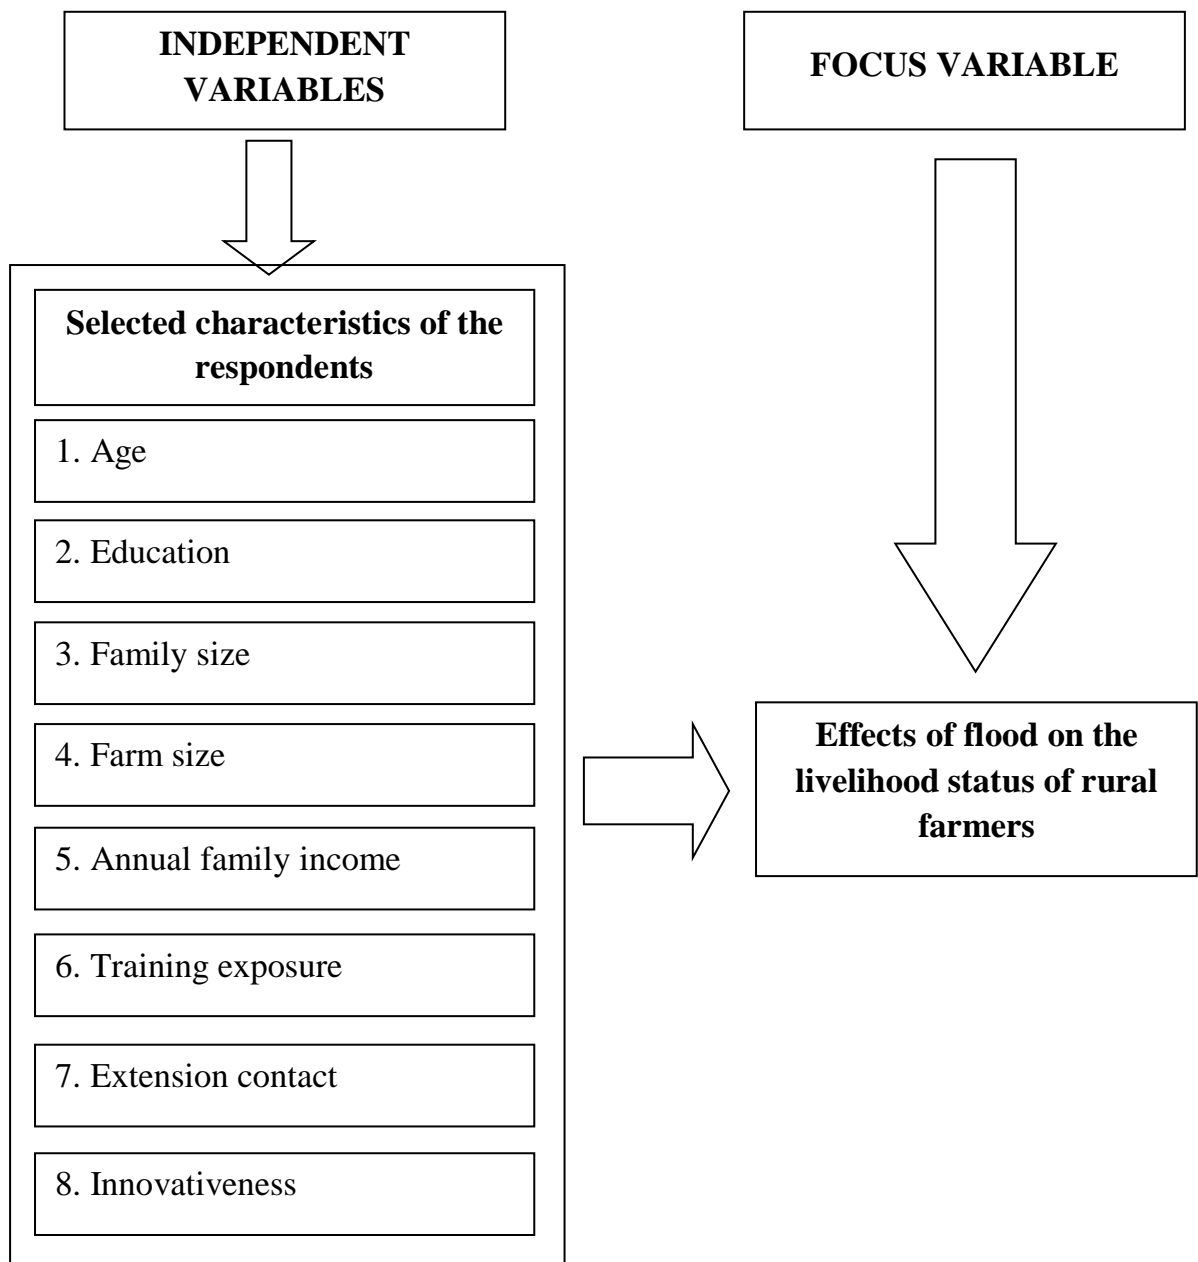 INDEPENDENT
VARIABLES
FOCUS VARIABLE
Selected characteristics of the
respondents
1. Age
2. Education
3. Family size
4. Farm size
5. Annual family income
6. Training exposure
7. Extension contact
8. Innovativeness
Effects of flood on the
livelihood status of rural
farmers